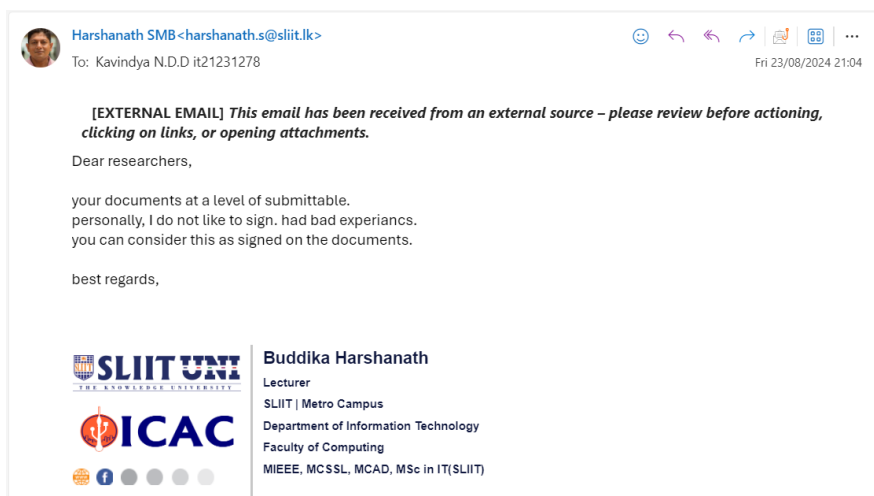 Harshanath SMB<harshanath.s@sliit.lk>
To: Kavindya N.D.D it21231278
Fri 23/08/2024 21:04
[EXTERNAL EMAIL] This email has been received from an external source – please review before actioning,
clicking on links, or opening attachments.
Dear researchers,
your documents at a level of submittable.
personally, I do not like to sign. had bad experiancs.
you can consider this as signed on the documents.
best regards,
SLIIT UNI
THE KNOWLEDGE UNIVERSITY
ICAC
Buddika Harshanath
Lecturer
SLIIT | Metro Campus
Department of Information Technology
Faculty of Computing
MIEEE, MCSSL, MCAD, MSc in IT(SLIIT)